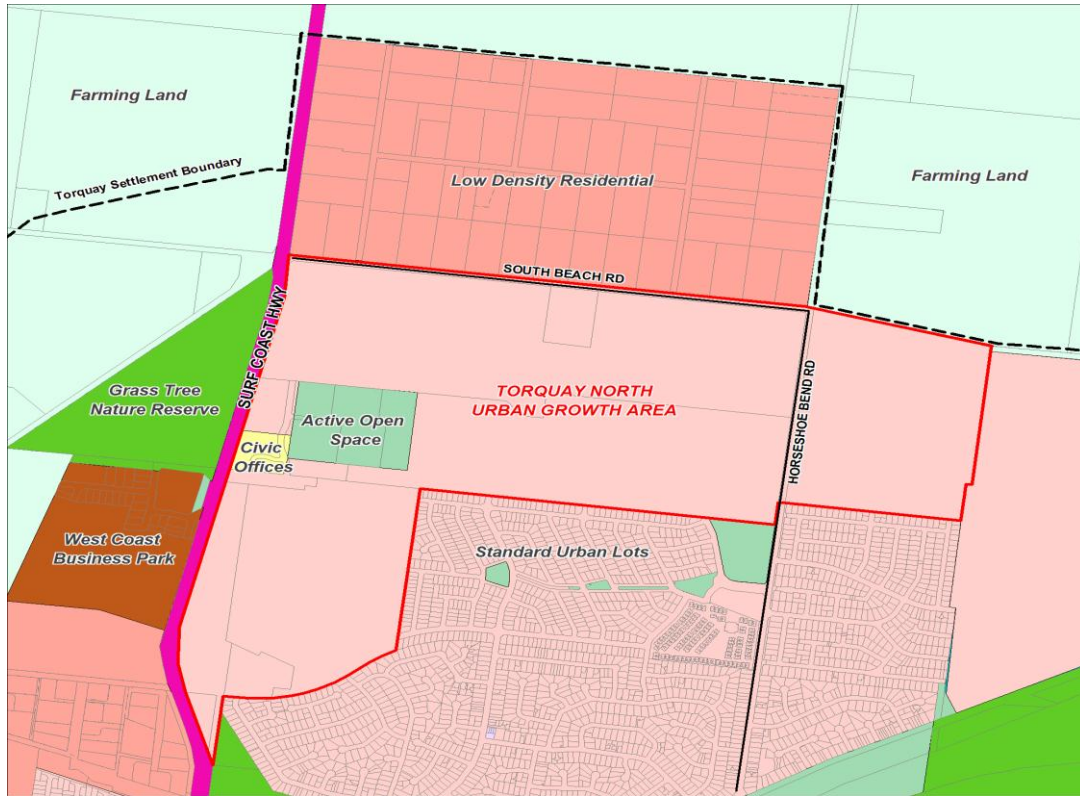 Farming Land
Torquay Settlement Boundary
Low Density Residential
Farming Land
SOUTH BEACH RD
SURF COAST HWY
Grass Tree
Nature Reserve
TORQUAY NORTH
URBAN GROWTH AREA
HORSESHOE BEND RD
Active Open
Space
Civic
Offices
West Coast
Business Park
Standard Urban Lots